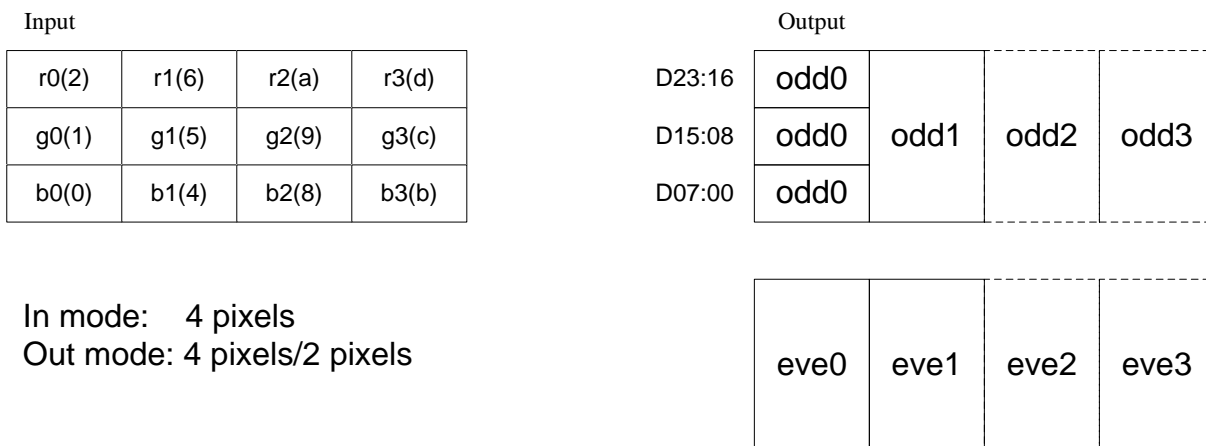 Input
r0(2) r1(6) r2(a) r3(d)
g0(1) g1(5) g2(9) g3(c)
b0(0) b1(4) b2(8) b3(b)
In mode: 4 pixels
Out mode: 4 pixels/2 pixels
Output
D23:16 odd0
D15:08 odd0 odd1 odd2 odd3
D07:00 odd0
eve0 eve1 eve2 eve3